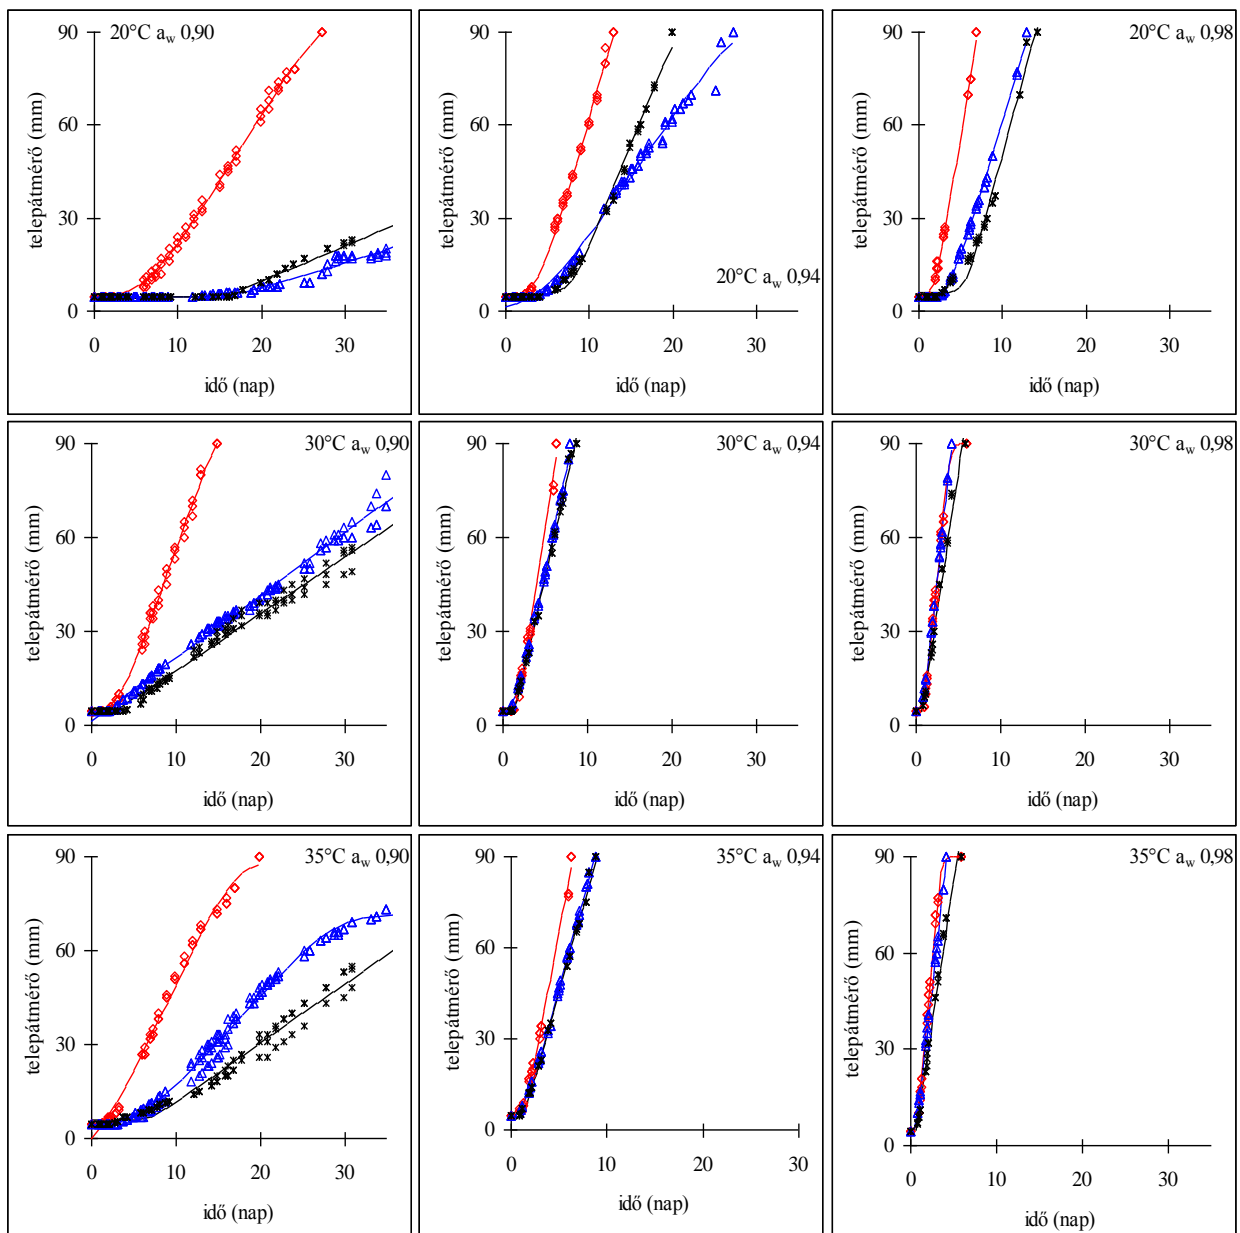 20°C aw 0,90
telepátmérő (mm)
90
60
30
0
0 10 20 30
idő (nap)
20°C aw 0,94
telepátmérő (mm)
90
60
30
0
0 10 20 30
idő (nap)
20°C aw 0,98
telepátmérő (mm)
90
60
30
0
0 10 20 30
idő (nap)
30°C aw 0,90
telepátmérő (mm)
90
60
30
0
0 10 20 30
idő (nap)
30°C aw 0,94
telepátmérő (mm)
90
60
30
0
0 10 20 30
idő (nap)
30°C aw 0,98
telepátmérő (mm)
90
60
30
0
0 10 20 30
idő (nap)
35°C aw 0,90
telepátmérő (mm)
90
60
30
0
0 10 20 30
idő (nap)
35°C aw 0,94
telepátmérő (mm)
90
60
30
0
0 10 20 30
idő (nap)
35°C aw 0,98
telepátmérő (mm)
90
60
30
0
0 10 20 30
idő (nap)